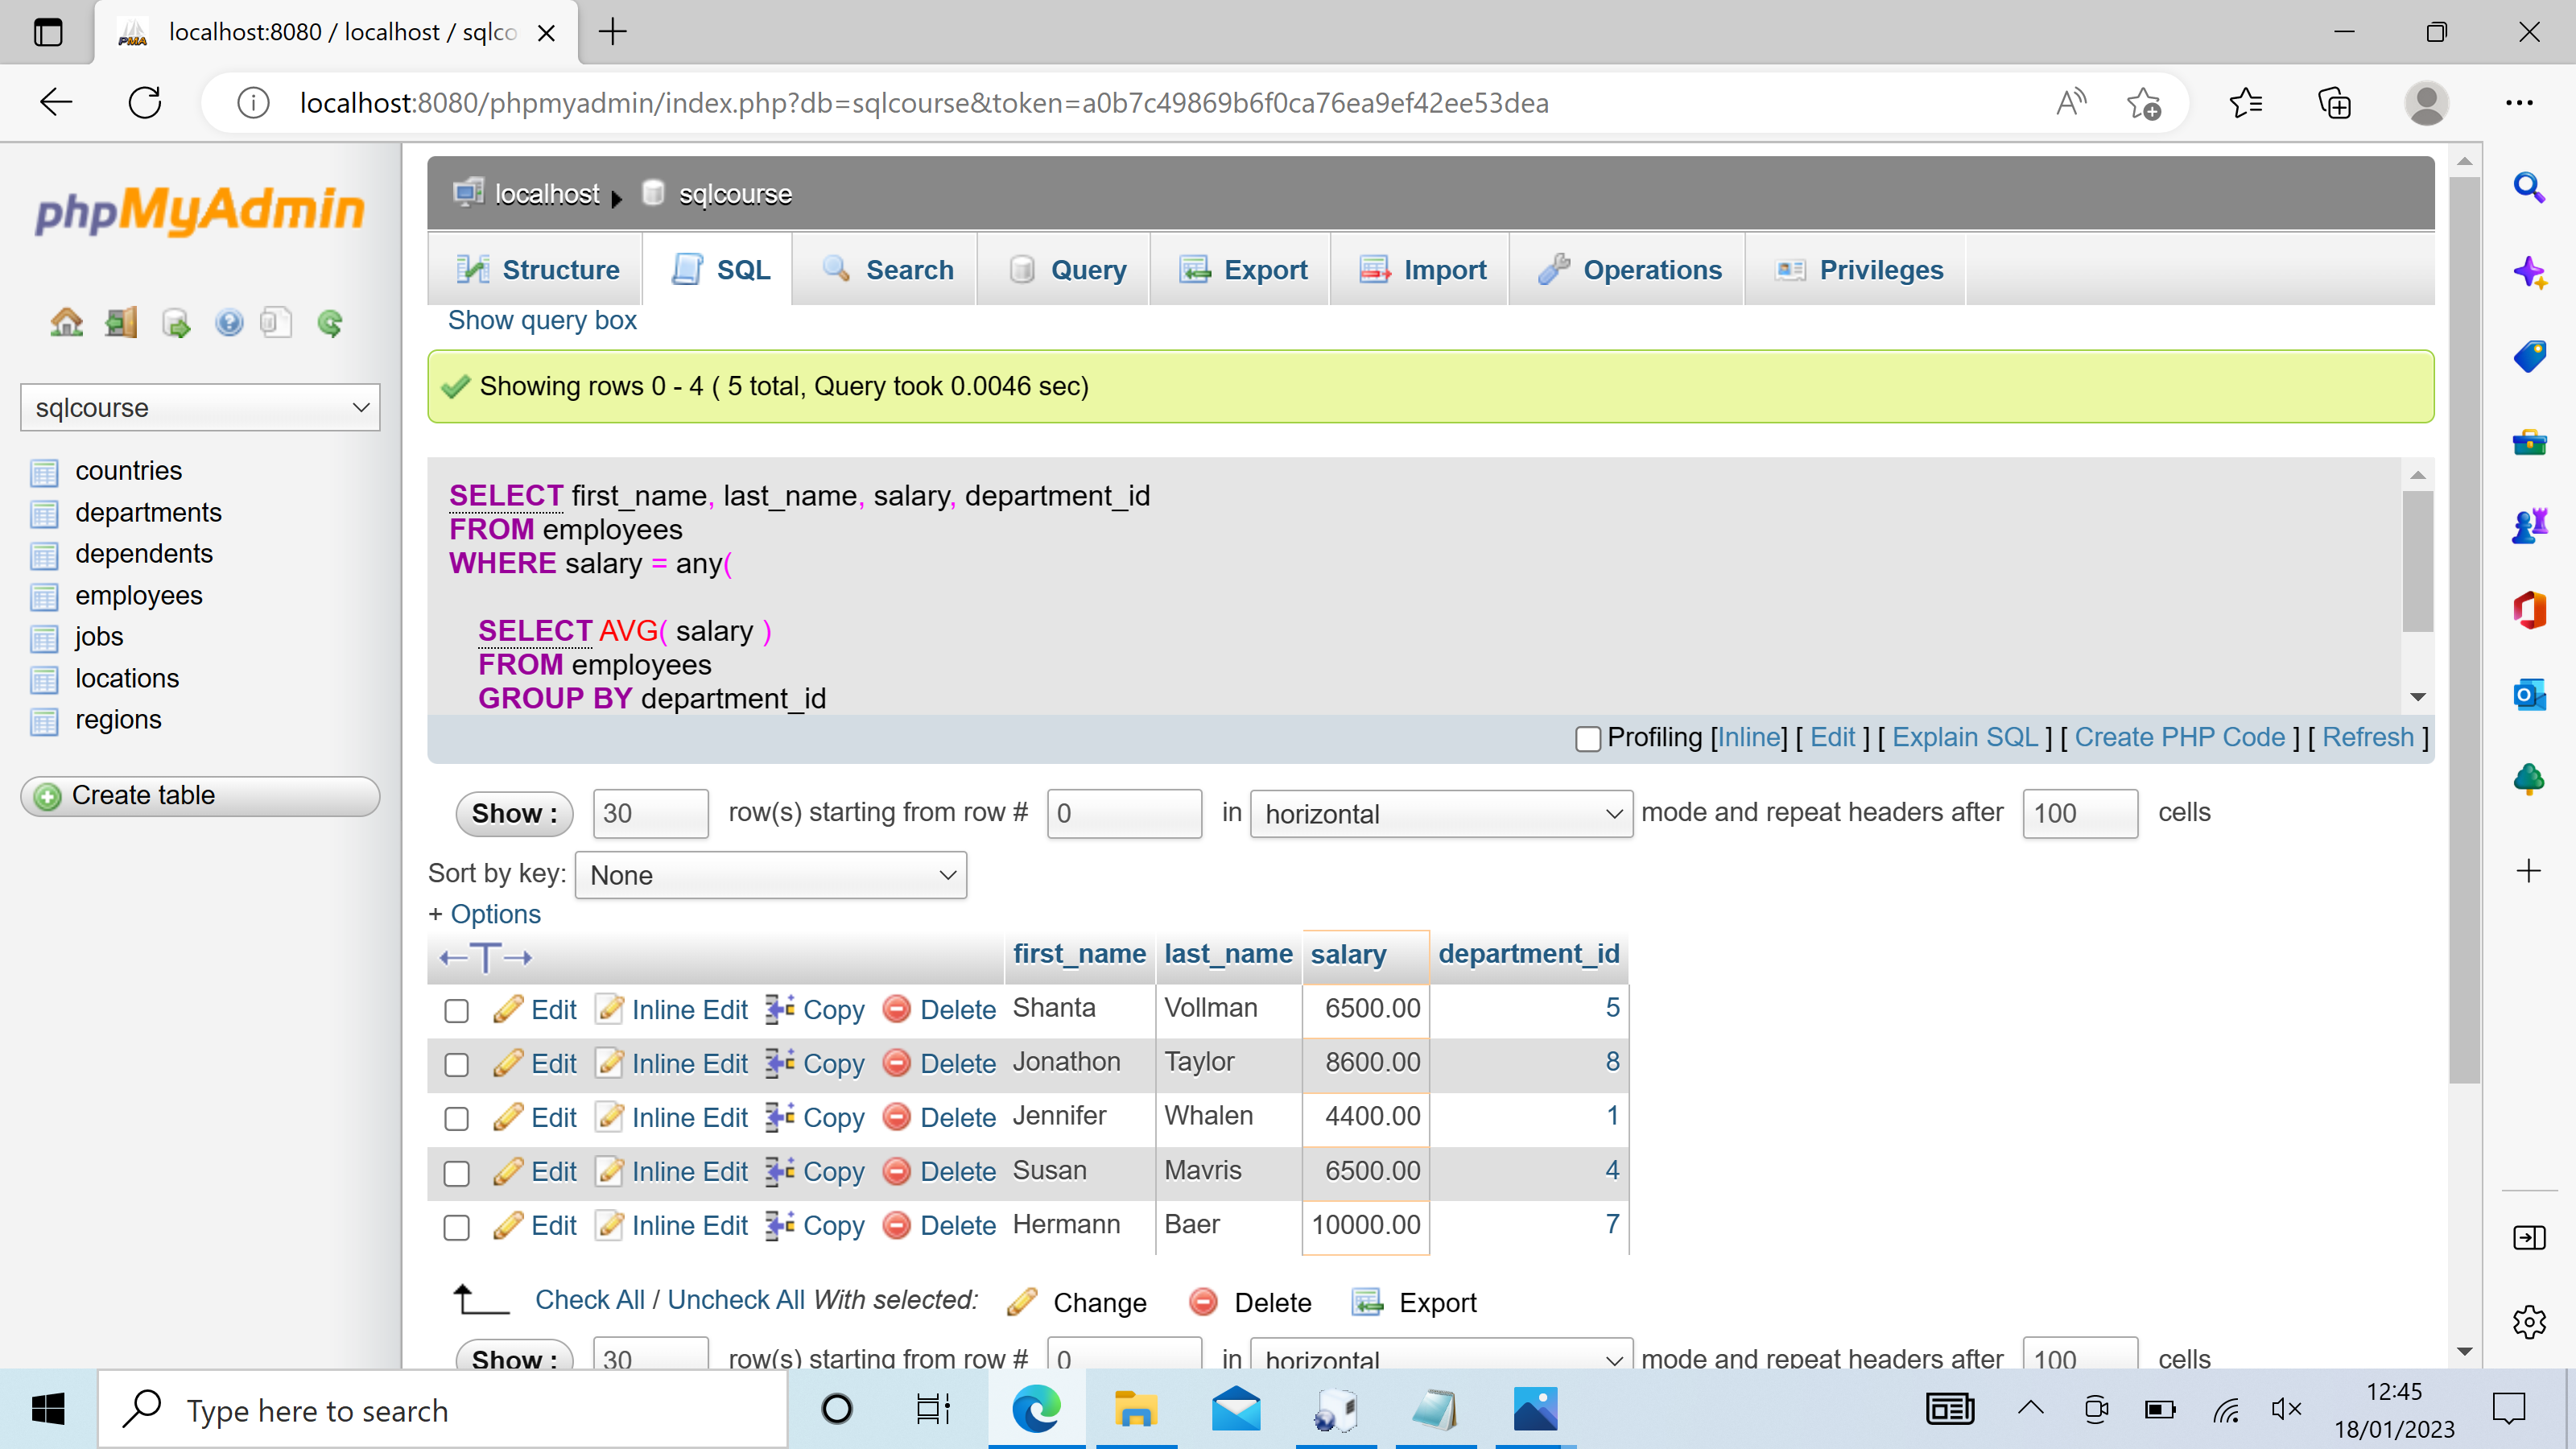 localhost:8080 / localhost / sqlco
localhost:8080/phpmyadmin/index.php?db=sqlcourse&token=a0b7c49869b6f0ca76ea9ef42ee53dea
phpMyAdmin
sqlcourse
countries
departments
dependents
employees
jobs
locations
regions
Create table
localhost sqlcourse
Structure SQL Search Query Export Import Operations Privileges
Show query box
Showing rows 0 - 4 ( 5 total, Query took 0.0046 sec)
SELECT first_name, last_name, salary, department_id
FROM employees
WHERE salary = any(
SELECT AVG( salary )
FROM employees
GROUP BY department_id
Profiling [Inline] [ Edit ] [ Explain SQL ] [ Create PHP Code ] [ Refresh ]
Show : 30 row(s) starting from row # 0 in horizontal mode and repeat headers after 100 cells
Sort by key: None
+ Options
←T→ first_name last_name salary department_id
Edit Inline Edit Copy Delete Shanta Vollman 6500.00 5
Edit Inline Edit Copy Delete Jonathon Taylor 8600.00 8
Edit Inline Edit Copy Delete Jennifer Whalen 4400.00 1
Edit Inline Edit Copy Delete Susan Mavris 6500.00 4
Edit Inline Edit Copy Delete Hermann Baer 10000.00 7
Check All / Uncheck All With selected: Change Delete Export
Show : 30 row(s) starting from row # 0 in horizontal mode and repeat headers after 100 cells
Type here to search
12:45
18/01/2023